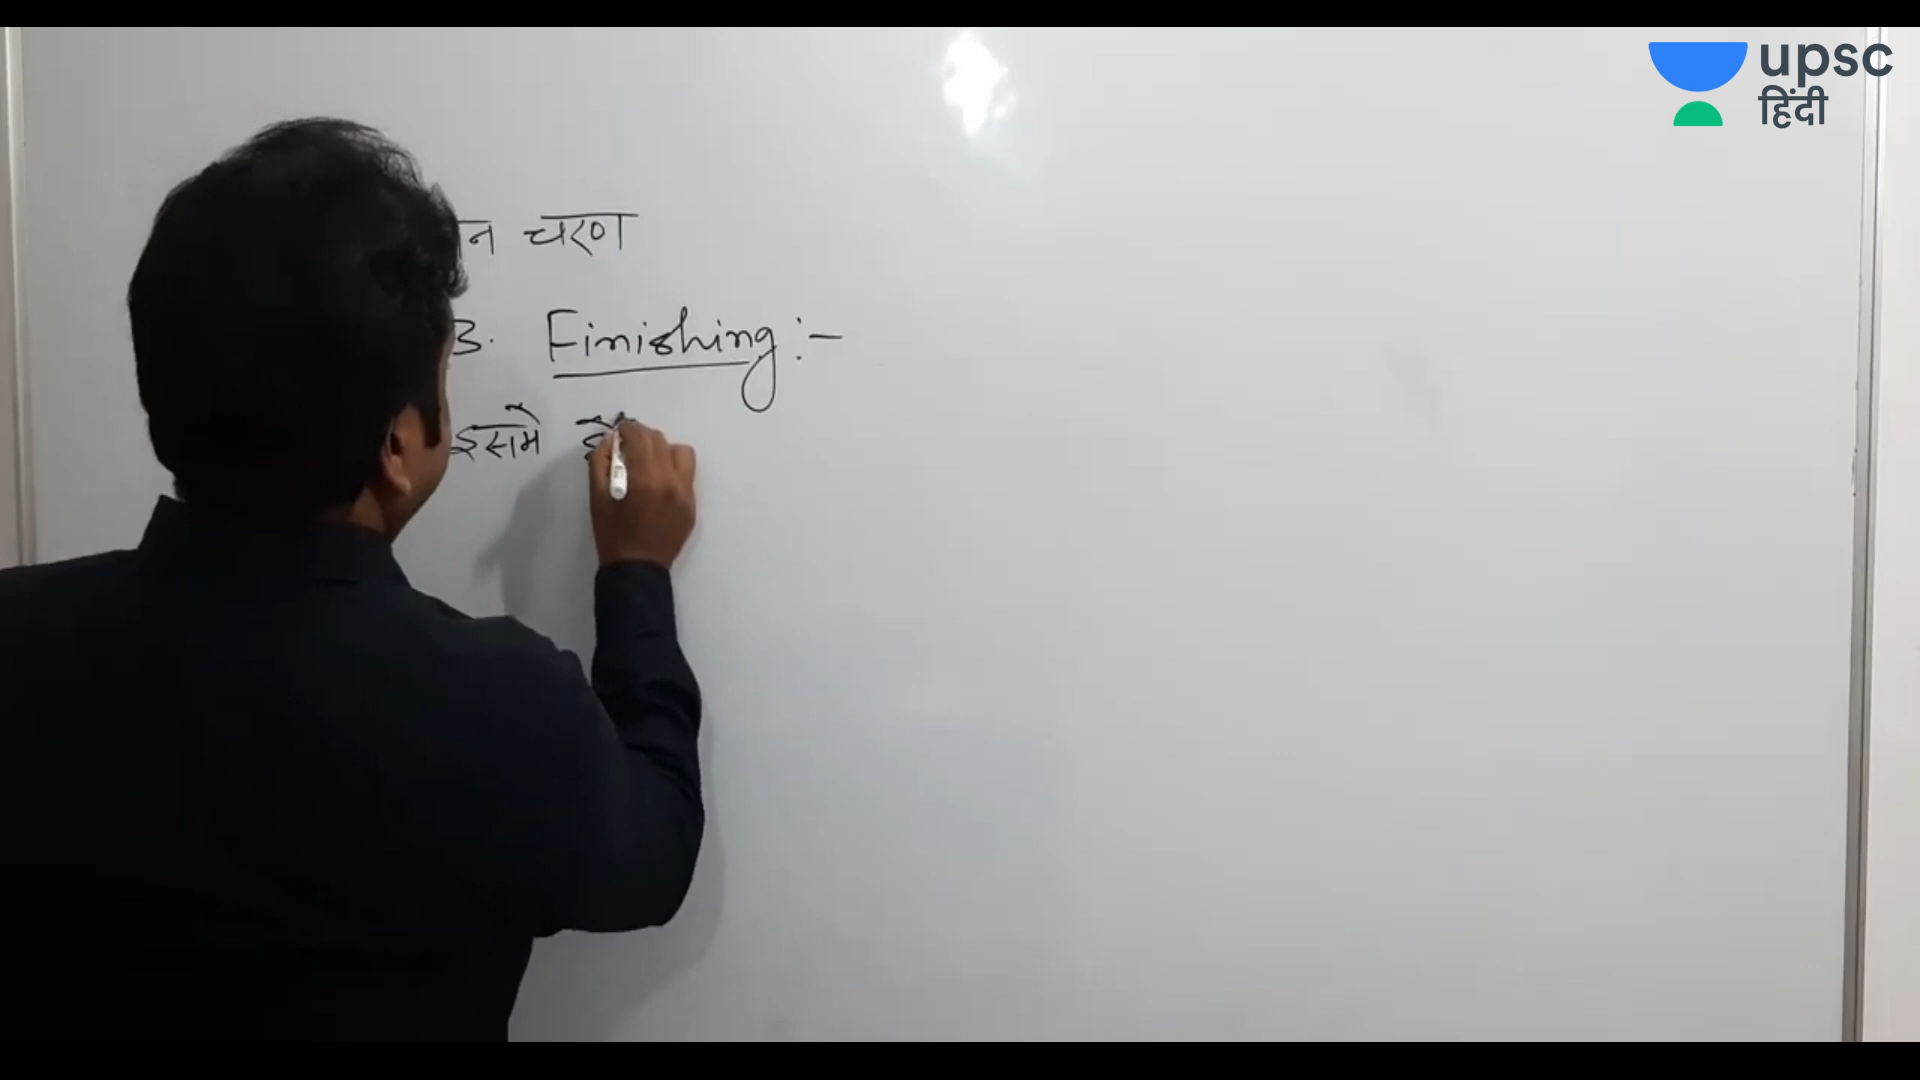 upsc
हिंदी
न चरण
3. Finishing :-
इसमे